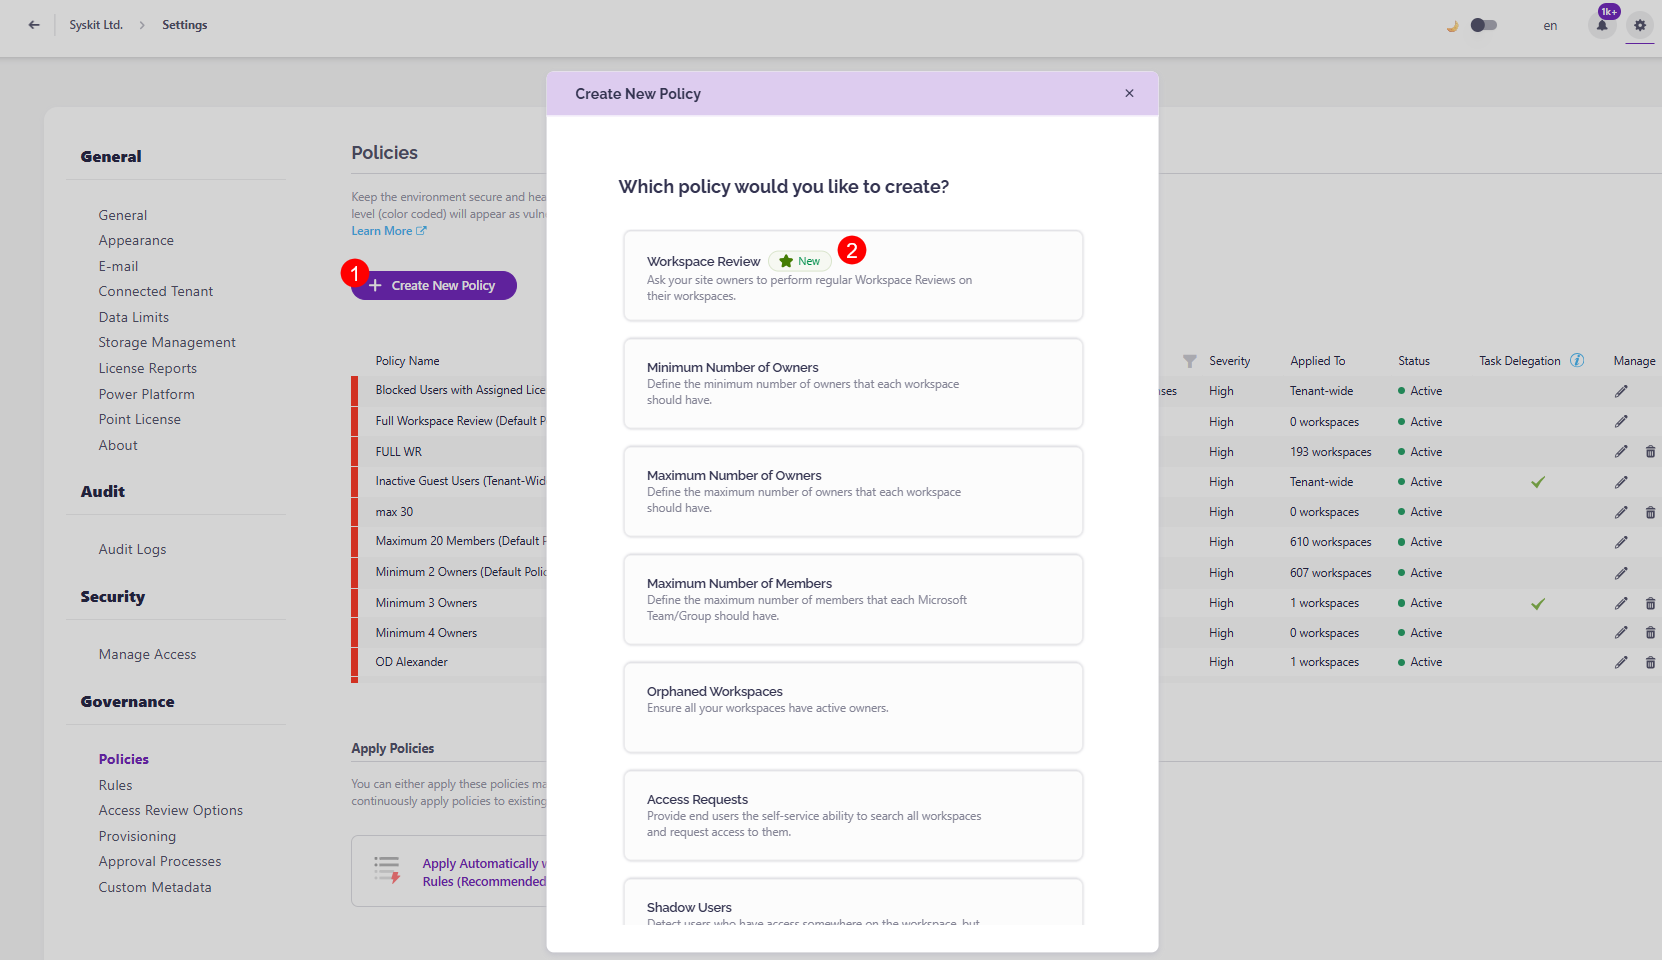 Syskit Ltd. > Settings
en
1k+
General
General
Appearance
E-mail
Connected Tenant
Data Limits
Storage Management
License Reports
Power Platform
Point License
About
Audit
Audit Logs
Security
Manage Access
Governance
Policies
Rules
Access Review Options
Provisioning
Approval Processes
Custom Metadata
Policies
Keep the environment secure and hea
level (color coded) will appear as vuln
Learn More
1
+ Create New Policy
Policy Name Severity Applied To Status Task Delegation i Manage
Blocked Users with Assigned Lice ses High Tenant-wide Active
Full Workspace Review (Default P High 0 workspaces Active
FULL WR High 193 workspaces Active
Inactive Guest Users (Tenant-Wid High Tenant-wide Active
max 30 High 0 workspaces Active
Maximum 20 Members (Default P High 610 workspaces Active
Minimum 2 Owners (Default Polic High 607 workspaces Active
Minimum 3 Owners High 1 workspaces Active
Minimum 4 Owners High 0 workspaces Active
OD Alexander High 1 workspaces Active
Apply Policies
You can either apply these policies ma
continuously apply policies to existing
Apply Automatically w
Rules (Recommended
Create New Policy
Which policy would you like to create?
Workspace Review New 2
Ask your site owners to perform regular Workspace Reviews on
their workspaces.
Minimum Number of Owners
Define the minimum number of owners that each workspace
should have.
Maximum Number of Owners
Define the maximum number of owners that each workspace
should have.
Maximum Number of Members
Define the maximum number of members that each Microsoft
Team/Group should have.
Orphaned Workspaces
Ensure all your workspaces have active owners.
Access Requests
Provide end users the self-service ability to search all workspaces
and request access to them.
Shadow Users
Detect users who have access somewhere on the workspace, but